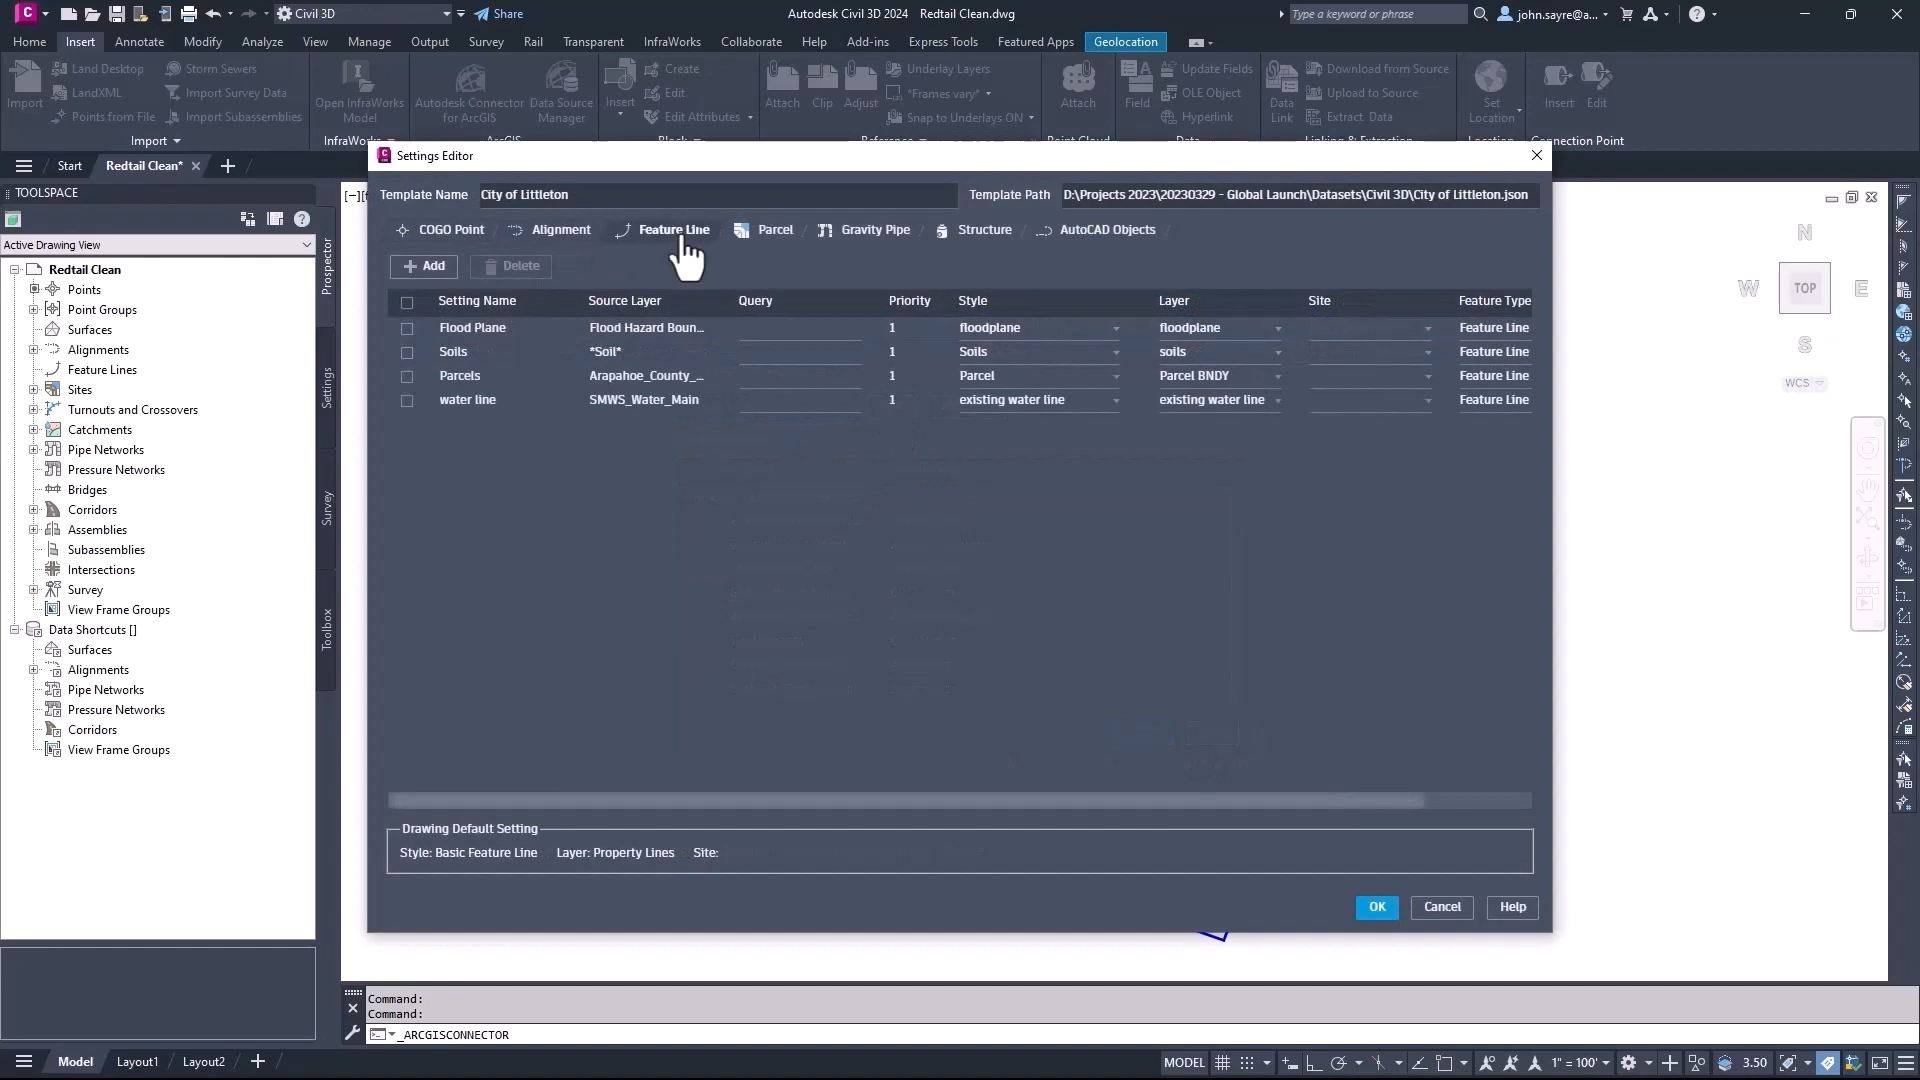 C Civil 3D Share Autodesk Civil 3D 2024 Redtail Clean.dwg Type a keyword or phrase john.sayre@a...
Home Insert Annotate Modify Analyze View Manage Output Survey Rail Transparent InfraWorks Collaborate Help Add-ins Express Tools Featured Apps Geolocation
Land Desktop Storm Sewers Create Underlay Layers Update Fields Download from Source
LandXML Import Survey Data Edit *Frames vary* OLE Object Upload to Source
Import Points from File Import Subassemblies Open InfraWorks Model Autodesk Connector for ArcGIS Data Source Manager Insert Edit Attributes Attach Clip Adjust Snap to Underlays ON Attach Field Hyperlink Data Link Extract Data Set Location Insert Edit
Import InfraWorks ArcGIS Block Reference Point Cloud Data Linking & Extraction Location Connection Point
Start Redtail Clean*
Settings Editor
TOOLSPACE
Template Name City of Littleton Template Path D:\Projects 2023\20230329 - Global Launch\Datasets\Civil 3D\City of Littleton.json
COGO Point Alignment Feature Line Parcel Gravity Pipe Structure AutoCAD Objects
Active Drawing View
Add Delete
Setting Name Source Layer Query Priority Style Layer Site Feature Type
Flood Plane Flood Hazard Boun... 1 floodplane floodplane Feature Line
Soils *Soil* 1 Soils soils Feature Line
Parcels Arapahoe_County_... 1 Parcel Parcel BNDY Feature Line
water line SMWS_Water_Main 1 existing water line existing water line Feature Line
Drawing Default Setting
Style: Basic Feature Line Layer: Property Lines Site:
OK Cancel Help
Redtail Clean
Points
Point Groups
Surfaces
Alignments
Feature Lines
Sites
Turnouts and Crossovers
Catchments
Pipe Networks
Pressure Networks
Bridges
Corridors
Assemblies
Subassemblies
Intersections
Survey
View Frame Groups
Data Shortcuts []
Surfaces
Alignments
Pipe Networks
Pressure Networks
Corridors
View Frame Groups
Prospector
Settings
Survey
Toolbox
N
W TOP E
S
WCS
Command:
Command:
_ARCGISCONNECTOR
Model Layout1 Layout2 MODEL 1" = 100' 3.50